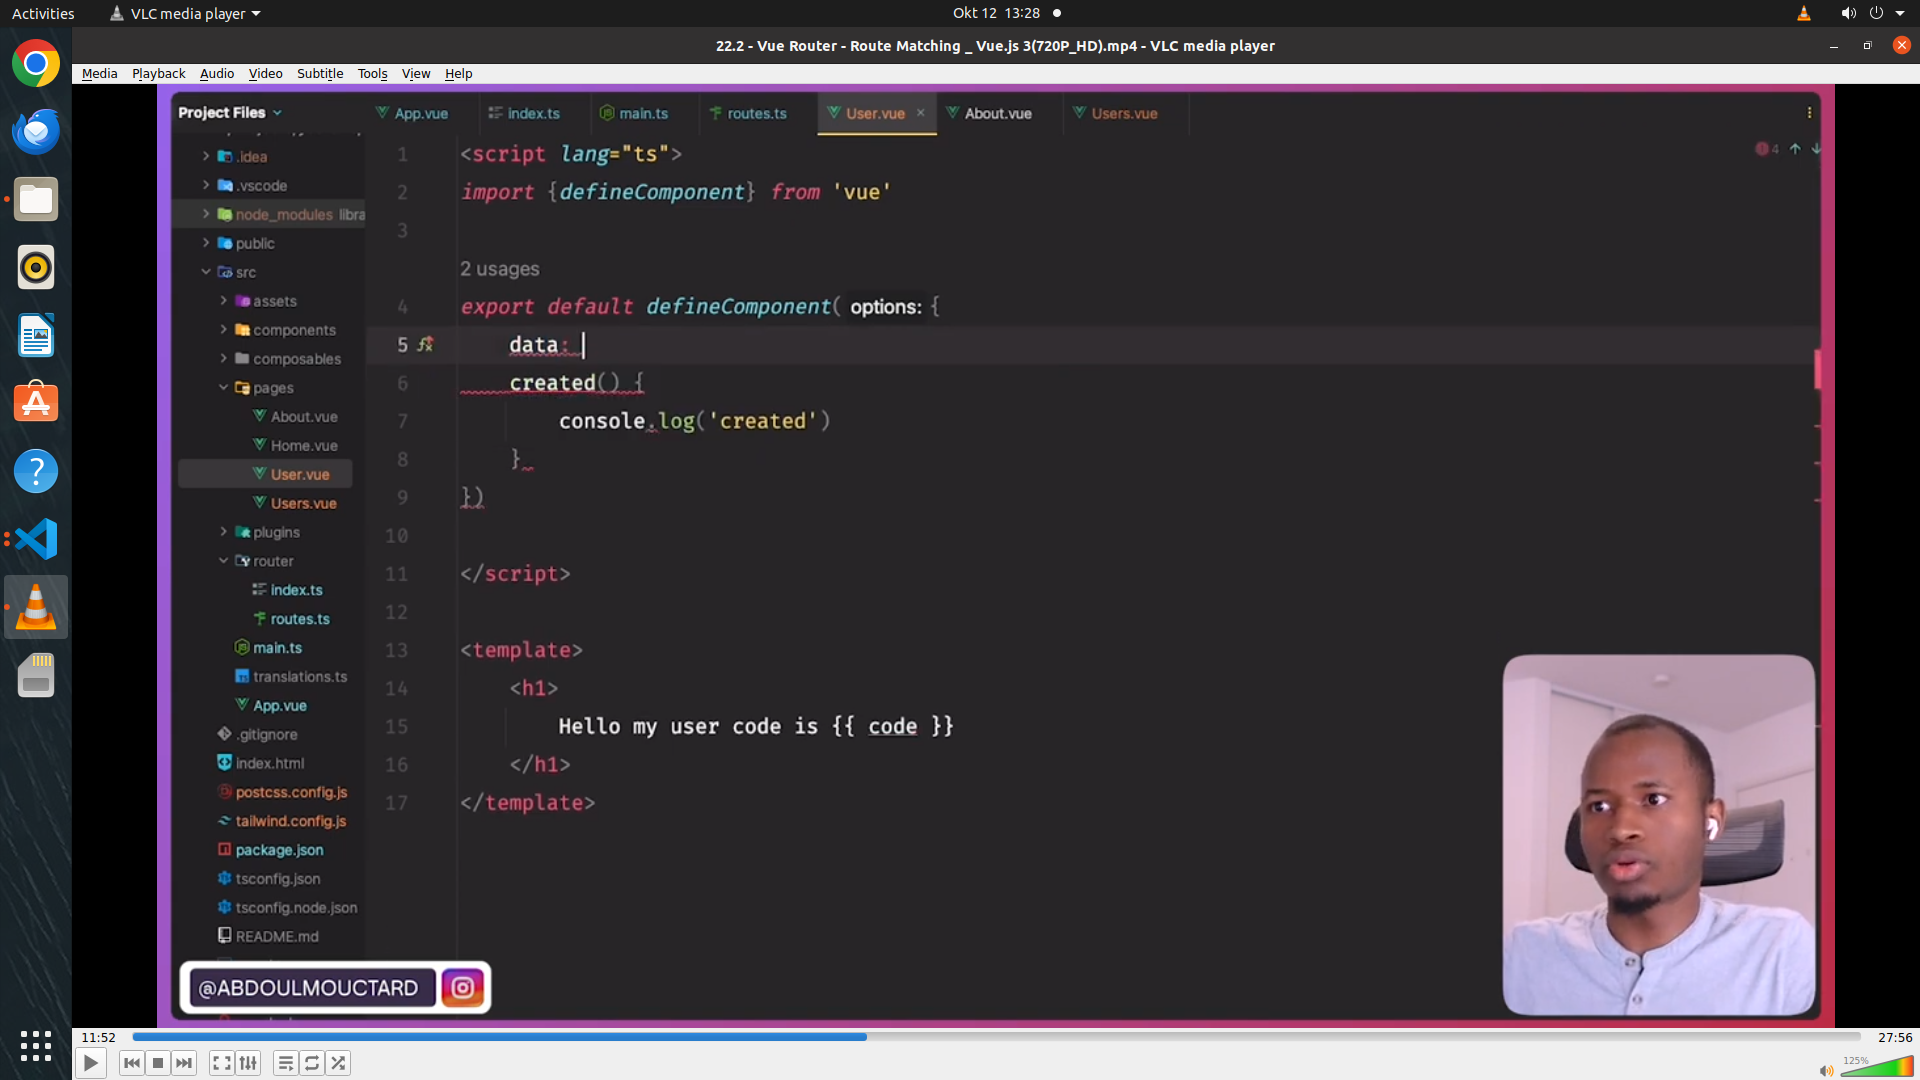 Activities
VLC media player
Okt 12 13:28
22.2 - Vue Router - Route Matching _ Vue.js 3(720P_HD).mp4 - VLC media player
Media Playback Audio Video Subtitle Tools View Help
Project Files
App.vue
index.ts
main.ts
routes.ts
User.vue
About.vue
Users.vue
.idea
.vscode
node_modules libra
public
src
assets
components
composables
pages
About.vue
Home.vue
User.vue
Users.vue
plugins
router
index.ts
routes.ts
main.ts
translations.ts
App.vue
.gitignore
index.html
postcss.config.js
tailwind.config.js
package.json
tsconfig.json
tsconfig.node.json
README.md
4
1 <script lang="ts">
2 import {defineComponent} from 'vue'
3
2 usages
4 export default defineComponent( options: {
5 data:
6 created() {
7 console.log('created')
8 }
9 })
10
11 </script>
12
13 <template>
14 <h1>
15 Hello my user code is {{ code }}
16 </h1>
17 </template>
@ABDOULMOUCTARD
11:52
27:56
125%